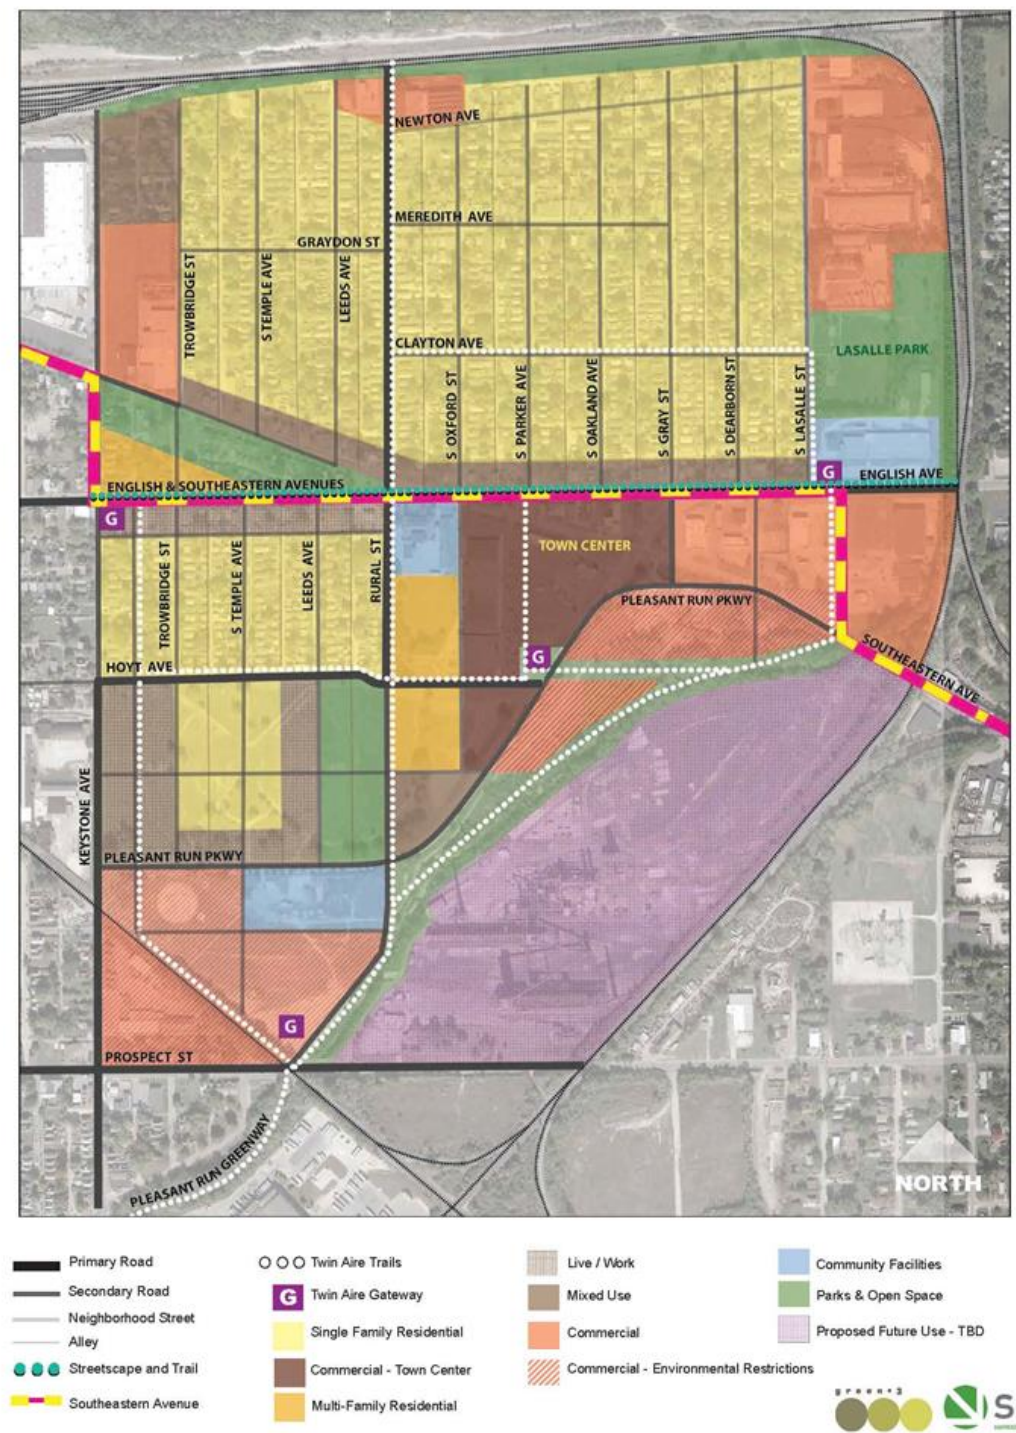 NEWTON AVE
MEREDITH AVE
GRAYDON ST
TROWBRIDGE ST
S TEMPLE AVE
LEEDS AVE
CLAYTON AVE
LASALLE PARK
S OXFORD ST
S PARKER AVE
S OAKLAND AVE
S GRAY ST
S DEARBORN ST
S LASALLE ST
G
ENGLISH AVE
ENGLISH & SOUTHEASTERN AVENUES
G
TROWBRIDGE ST
S TEMPLE AVE
LEEDS AVE
RURAL ST
TOWN CENTER
PLEASANT RUN PKWY
G
HOYT AVE
SOUTHEASTERN AVE
KEYSTONE AVE
PLEASANT RUN PKWY
G
PROSPECT ST
PLEASANT RUN GREENWAY
NORTH
Primary Road
Secondary Road
Neighborhood Street
Alley
Streetscape and Trail
Southeastern Avenue
Twin Aire Trails
G Twin Aire Gateway
Single Family Residential
Commercial - Town Center
Multi-Family Residential
Live / Work
Mixed Use
Commercial
Commercial - Environmental Restrictions
Community Facilities
Parks & Open Space
Proposed Future Use - TBD
green+3
S